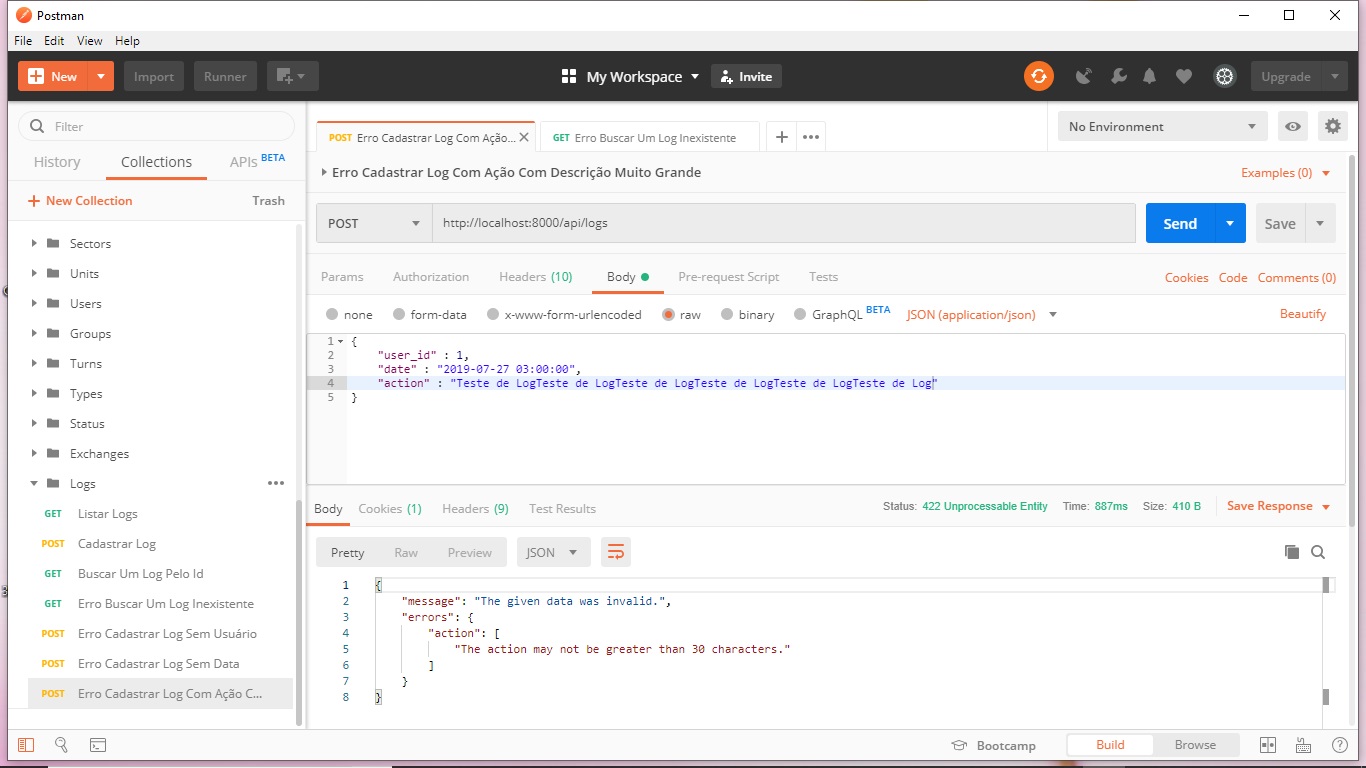 Postman
File Edit View Help
New Import Runner My Workspace Invite Upgrade
Filter
History Collections APIs BETA
New Collection Trash
Sectors
Units
Users
Groups
Turns
Types
Status
Exchanges
Logs
GET Listar Logs
POST Cadastrar Log
GET Buscar Um Log Pelo Id
GET Erro Buscar Um Log Inexistente
POST Erro Cadastrar Log Sem Usuário
POST Erro Cadastrar Log Sem Data
POST Erro Cadastrar Log Com Ação C...
POST Erro Cadastrar Log Com Ação... GET Erro Buscar Um Log Inexistente
No Environment
Erro Cadastrar Log Com Ação Com Descrição Muito Grande
Examples (0)
POST http://localhost:8000/api/logs Send Save
Params Authorization Headers (10) Body Pre-request Script Tests
Cookies Code Comments (0)
none form-data x-www-form-urlencoded raw binary GraphQL BETA JSON (application/json) Beautify
1 {
2 "user_id" : 1,
3 "date" : "2019-07-27 03:00:00",
4 "action" : "Teste de LogTeste de LogTeste de LogTeste de LogTeste de LogTeste de Log"
5 }
Body Cookies (1) Headers (9) Test Results
Status: 422 Unprocessable Entity Time: 887ms Size: 410 B Save Response
Pretty Raw Preview JSON
1 {
2 "message": "The given data was invalid.",
3 "errors": {
4 "action": [
5 "The action may not be greater than 30 characters."
6 ]
7 }
8 }
Bootcamp Build Browse